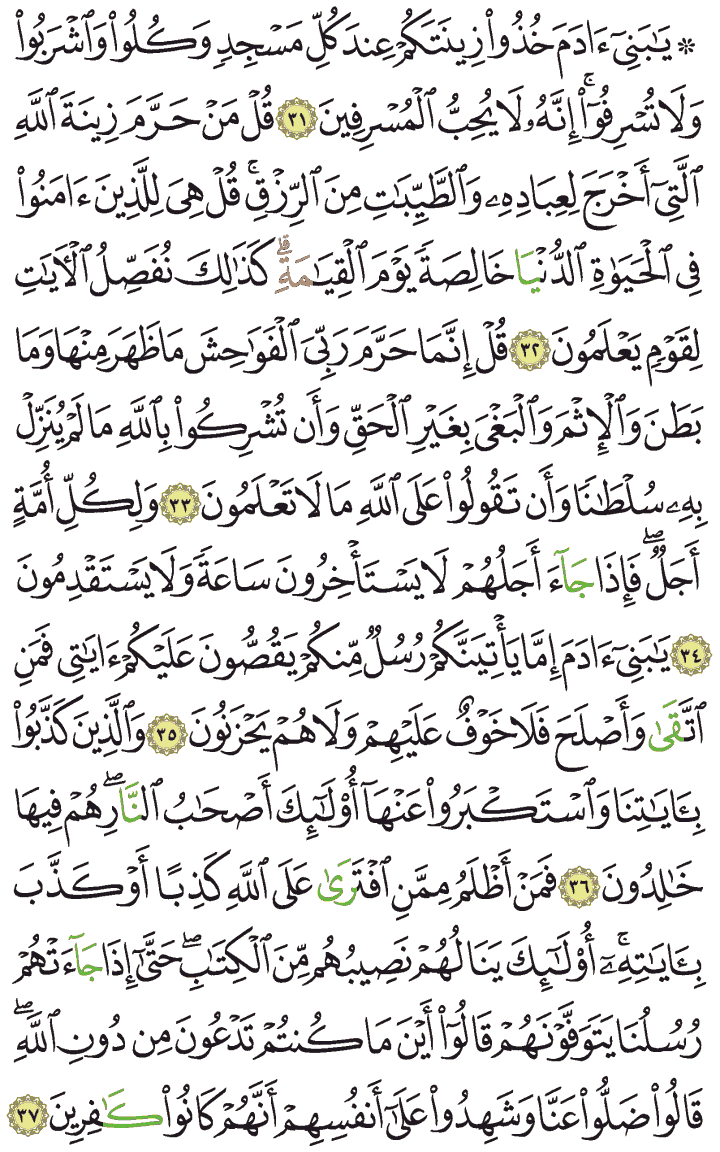 ۞ يَٰبَنِيٓ ءَادَمَ خُذُواْ زِينَتَكُمۡ عِندَ كُلِّ مَسۡجِدٖ وَكُلُواْ وَٱشۡرَبُواْ
وَلَا تُسۡرِفُوٓاْۚ إِنَّهُۥ لَا يُحِبُّ ٱلۡمُسۡرِفِينَ ٣١ قُلۡ مَنۡ حَرَّمَ زِينَةَ ٱللَّهِ
ٱلَّتِيٓ أَخۡرَجَ لِعِبَادِهِۦ وَٱلطَّيِّبَٰتِ مِنَ ٱلرِّزۡقِۚ قُلۡ هِيَ لِلَّذِينَ ءَامَنُواْ
فِي ٱلۡحَيَوٰةِ ٱلدُّنۡيَا خَالِصَةٗ يَوۡمَ ٱلۡقِيَٰمَةِۗ كَذَٰلِكَ نُفَصِّلُ ٱلۡأٓيَٰتِ
لِقَوۡمٖ يَعۡلَمُونَ ٣٢ قُلۡ إِنَّمَا حَرَّمَ رَبِّيَ ٱلۡفَوَٰحِشَ مَا ظَهَرَ مِنۡهَا وَمَا
بَطَنَ وَٱلۡإِثۡمَ وَٱلۡبَغۡيَ بِغَيۡرِ ٱلۡحَقِّ وَأَن تُشۡرِكُواْ بِٱللَّهِ مَا لَمۡ يُنَزِّلۡ
بِهِۦ سُلۡطَٰنٗا وَأَن تَقُولُواْ عَلَى ٱللَّهِ مَا لَا تَعۡلَمُونَ ٣٣ وَلِكُلِّ أُمَّةٍ
أَجَلٞۖ فَإِذَا جَآءَ أَجَلُهُمۡ لَا يَسۡتَأۡخِرُونَ سَاعَةٗ وَلَا يَسۡتَقۡدِمُونَ
٣٤ يَٰبَنِيٓ ءَادَمَ إِمَّا يَأۡتِيَنَّكُمۡ رُسُلٞ مِّنكُمۡ يَقُصُّونَ عَلَيۡكُمۡ ءَايَٰتِي فَمَنِ
ٱتَّقَىٰ وَأَصۡلَحَ فَلَا خَوۡفٌ عَلَيۡهِمۡ وَلَا هُمۡ يَحۡزَنُونَ ٣٥ وَٱلَّذِينَ كَذَّبُواْ
بِـَٔايَٰتِنَا وَٱسۡتَكۡبَرُواْ عَنۡهَآ أُوْلَٰٓئِكَ أَصۡحَٰبُ ٱلنَّارِۖ هُمۡ فِيهَا
خَٰلِدُونَ ٣٦ فَمَنۡ أَظۡلَمُ مِمَّنِ ٱفۡتَرَىٰ عَلَى ٱللَّهِ كَذِبًا أَوۡ كَذَّبَ
بِـَٔايَٰتِهِۦٓۚ أُوْلَٰٓئِكَ يَنَالُهُمۡ نَصِيبُهُم مِّنَ ٱلۡكِتَٰبِۖ حَتَّىٰٓ إِذَا جَآءَتۡهُمۡ
رُسُلُنَا يَتَوَفَّوۡنَهُمۡ قَالُوٓاْ أَيۡنَ مَا كُنتُمۡ تَدۡعُونَ مِن دُونِ ٱللَّهِۖ
قَالُواْ ضَلُّواْ عَنَّا وَشَهِدُواْ عَلَىٰٓ أَنفُسِهِمۡ أَنَّهُمۡ كَانُواْ كَٰفِرِينَ ٣٧